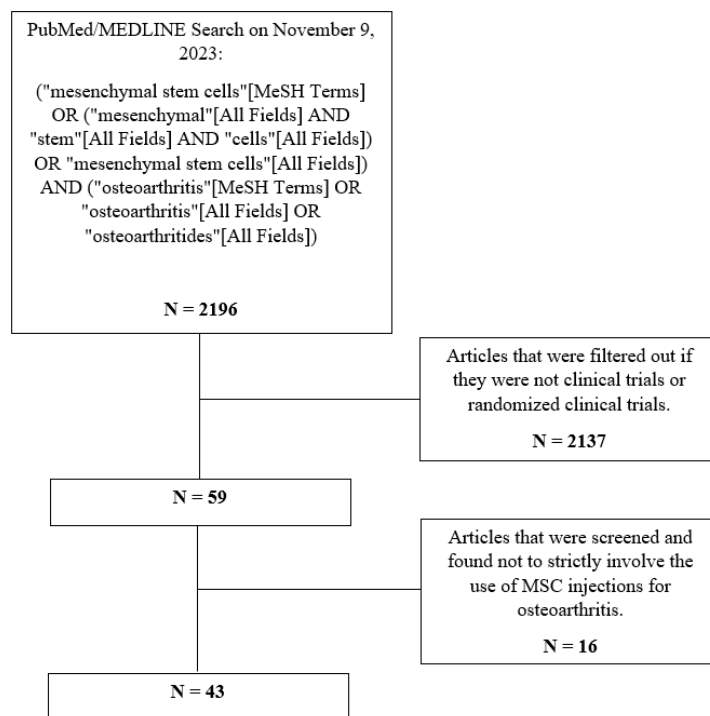 PubMed/MEDLINE Search on November 9,
2023:
("mesenchymal stem cells"[MeSH Terms]
OR ("mesenchymal"[All Fields] AND
"stem"[All Fields] AND "cells"[All Fields])
OR "mesenchymal stem cells"[All Fields])
AND ("osteoarthritis"[MeSH Terms] OR
"osteoarthritis"[All Fields] OR
"osteoarthritides"[All Fields])
N = 2196
Articles that were filtered out if
they were not clinical trials or
randomized clinical trials.
N = 2137
N = 59
Articles that were screened and
found not to strictly involve the
use of MSC injections for
osteoarthritis.
N = 16
N = 43